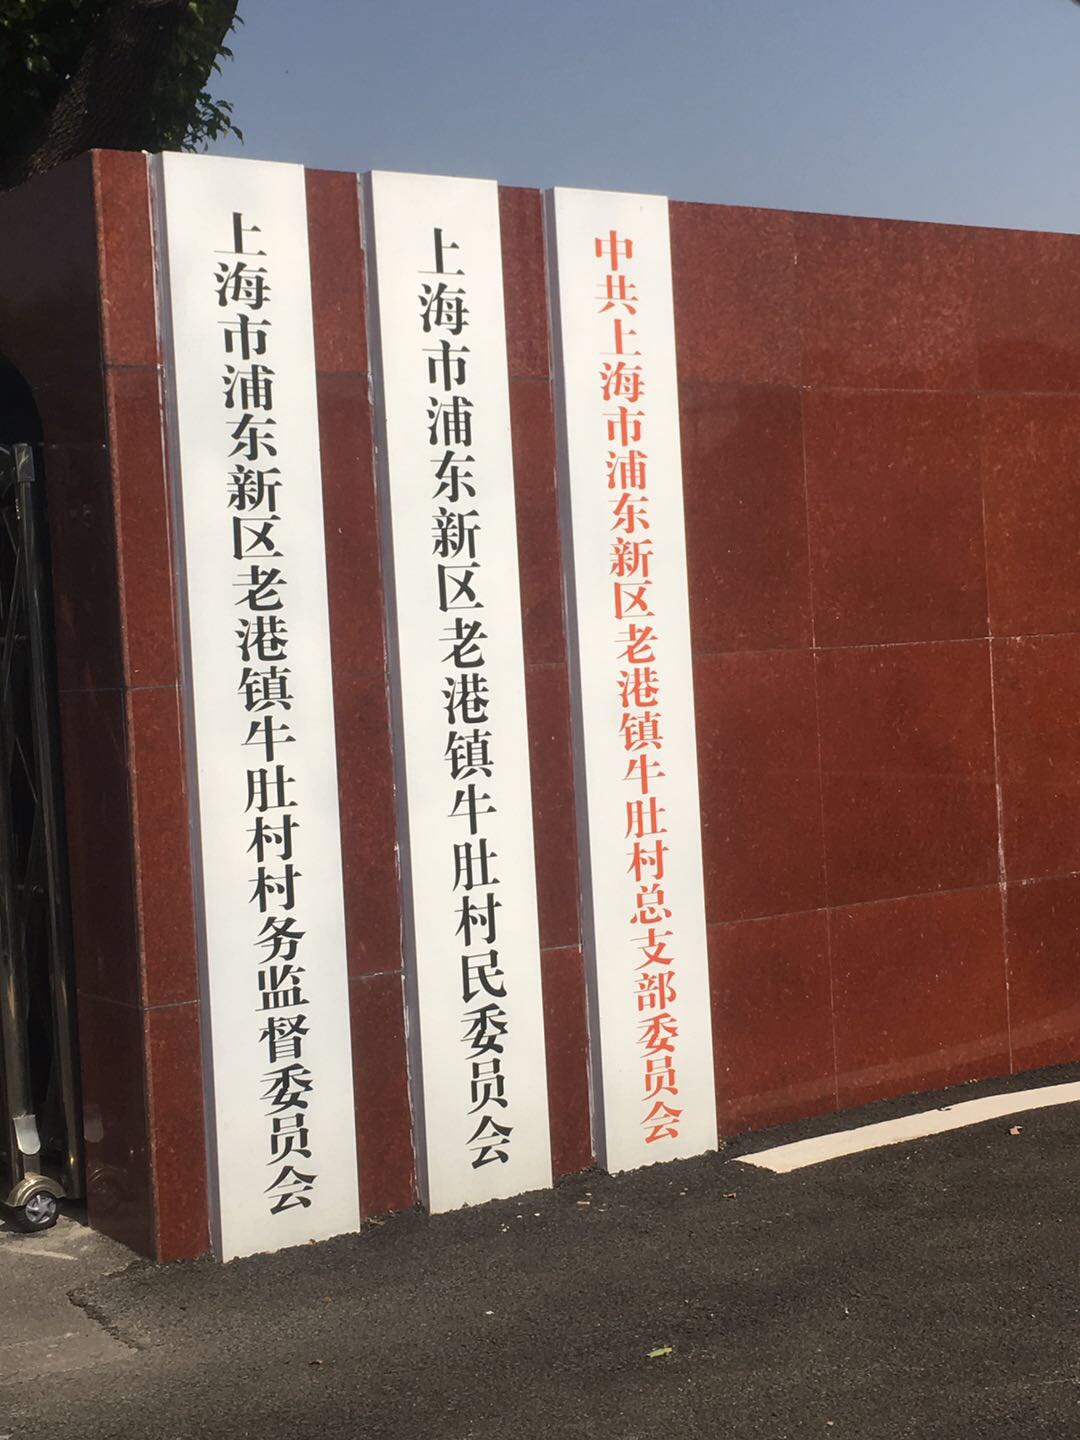 上海市浦东新区老港镇牛肚村村务监督委员会
上海市浦东新区老港镇牛肚村民委员会
中共上海市浦东新区老港镇牛肚村总支部委员会